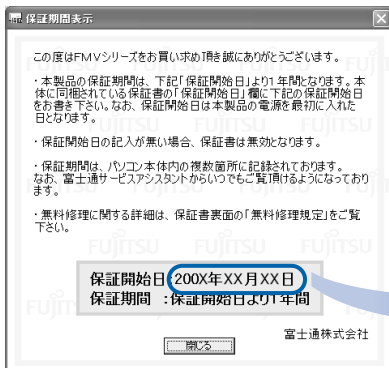 保証期間表示
この度はFMVシリーズをお買い求め頂き誠にありがとうございます。
・本製品の保証期間は、下記「保証開始日」より1年間となります。本
体に同梱されている保証書の「保証開始日」欄に下記の保証開始日
をお書き下さい。なお、保証開始日は本製品の電源を最初に入れた
日となります。
・保証開始日の記入が無い場合、保証書は無効となります。
・保証期間は、パソコン本体内の複数箇所に記録されております。
なお、富士通サービスアシスタントからいつでもご覧頂けるようになっており
ます。
・無料修理に関する詳細は、保証書裏面の「無料修理規定」をご覧
下さい。
保証開始日:200X年XX月XX日
保証期間 :保証開始日より1年間
富士通株式会社
閉じる